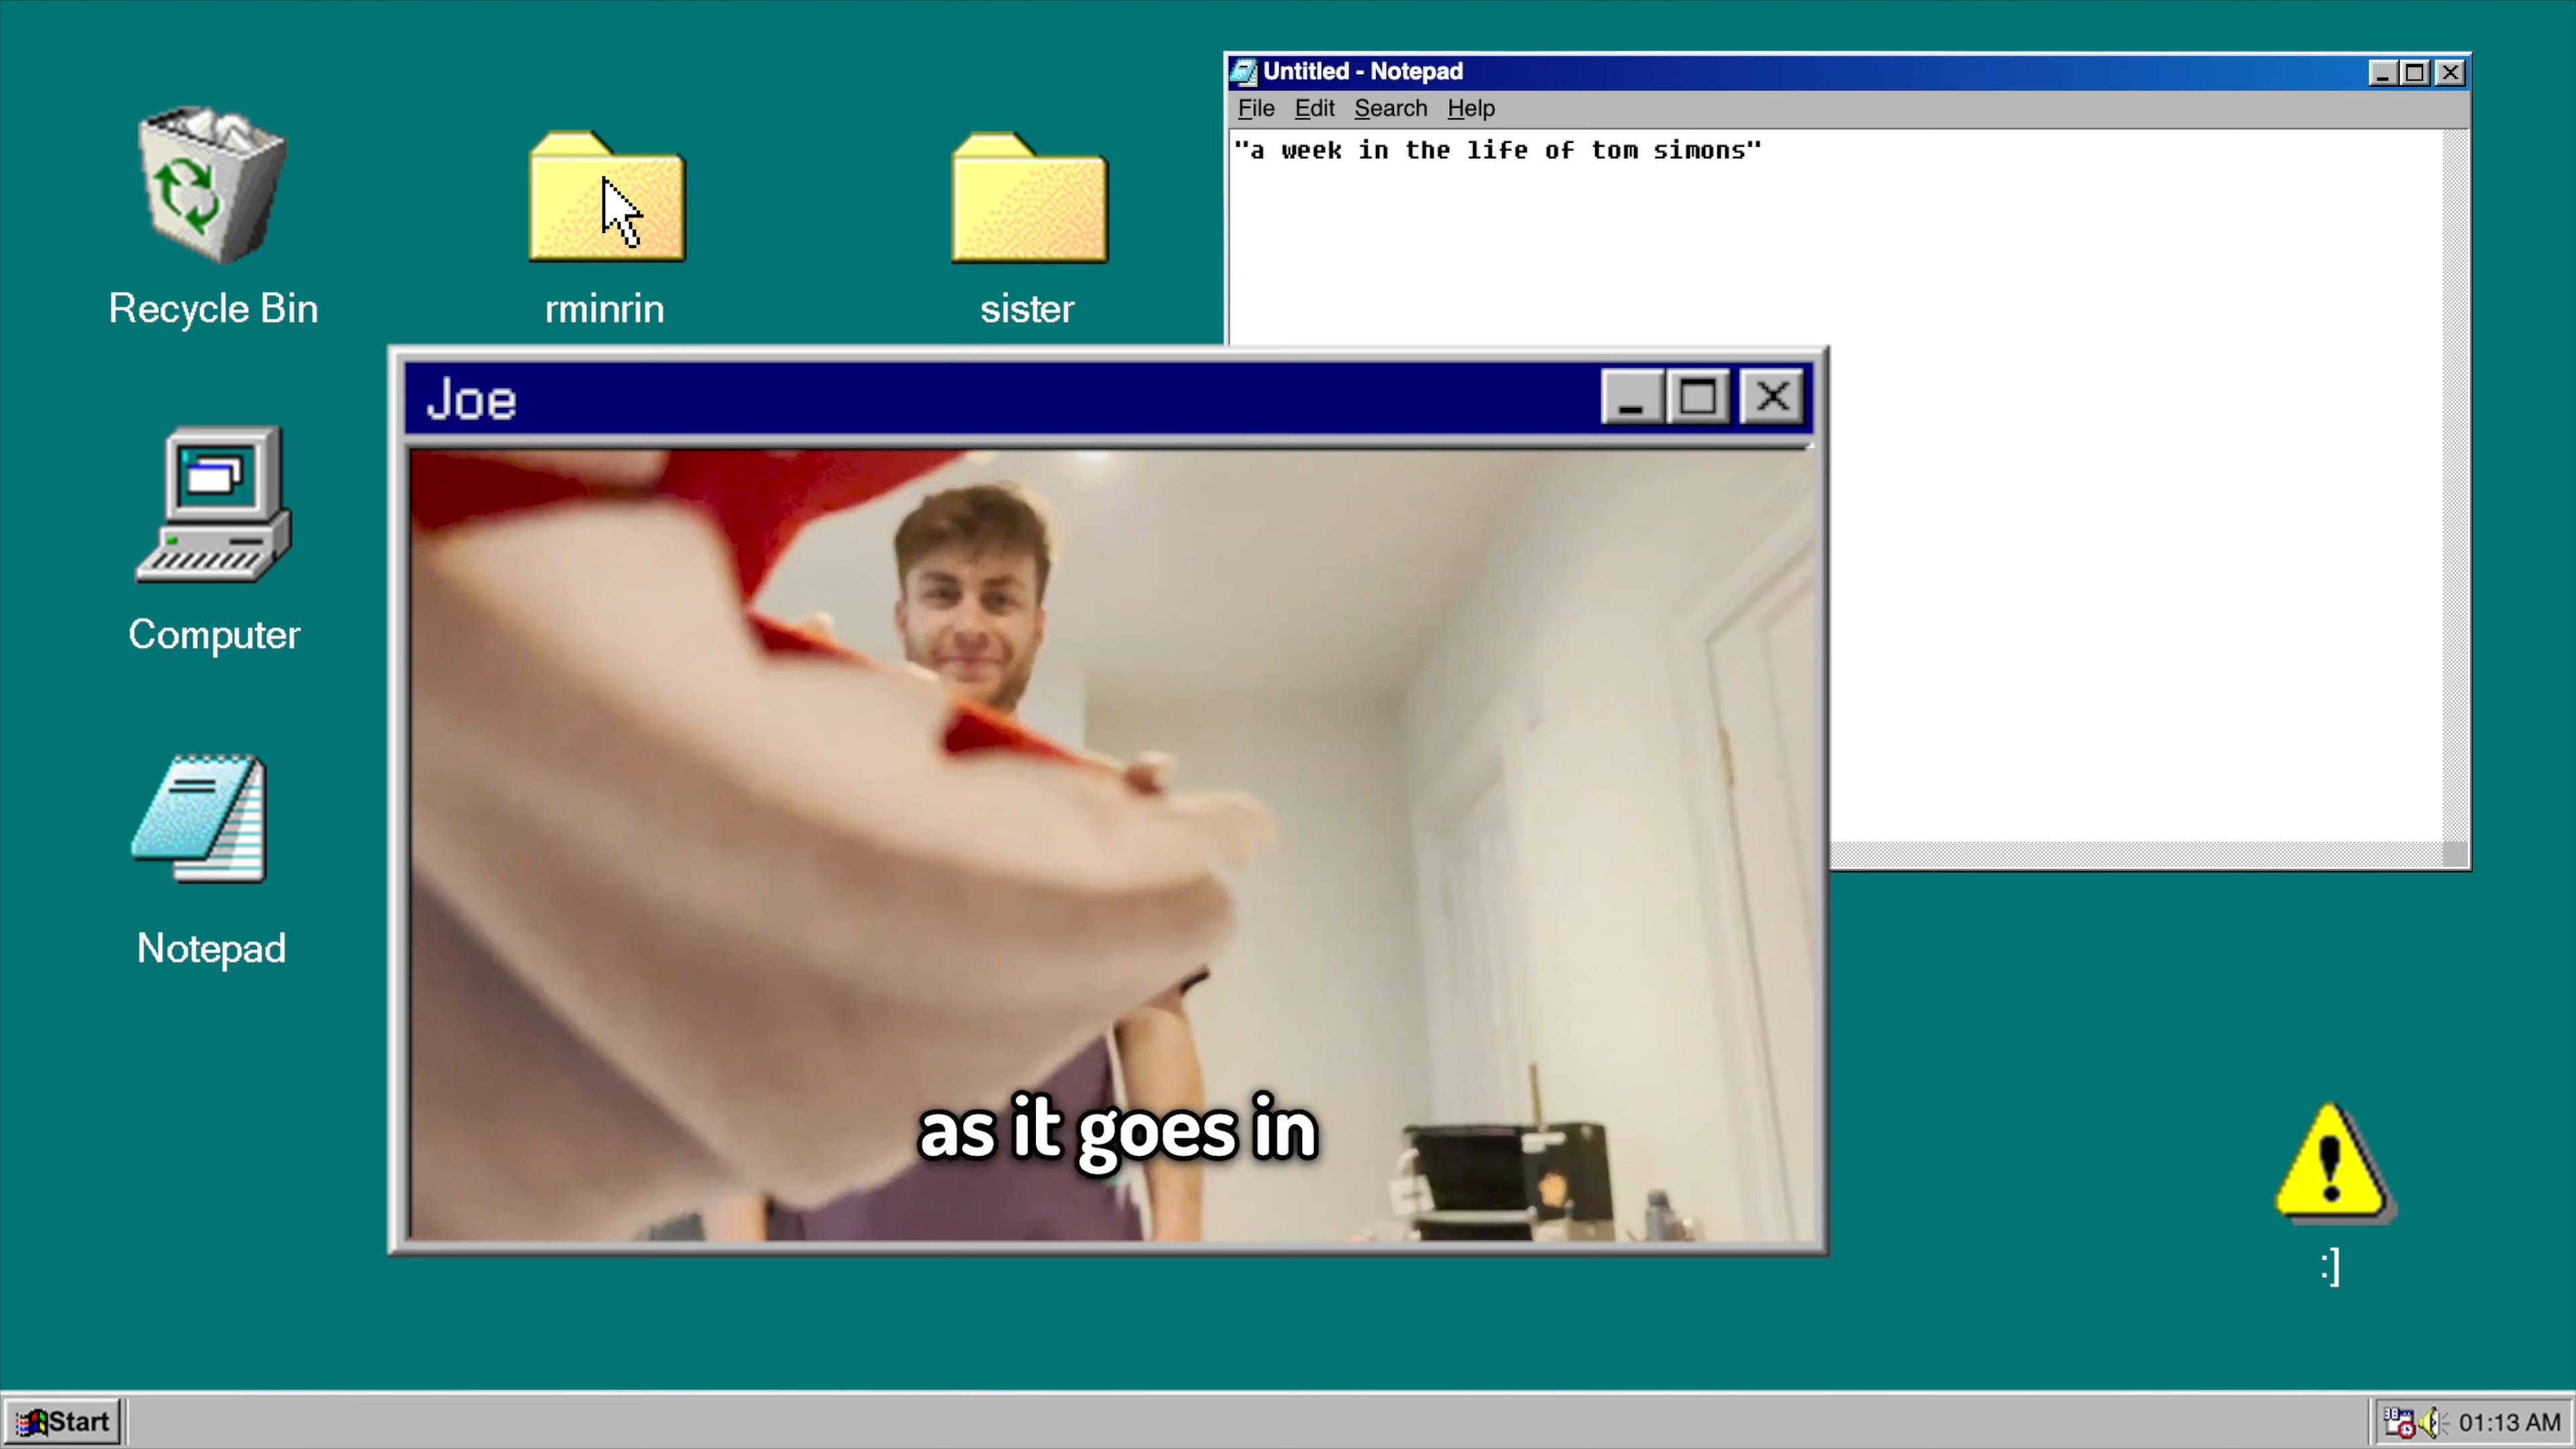 Untitled - Notepad
File Edit Search Help
"a week in the life of tom simons"
Recycle Bin
rminrin
sister
Joe
Computer
Notepad
as it goes in
:]
Start
01:13 AM